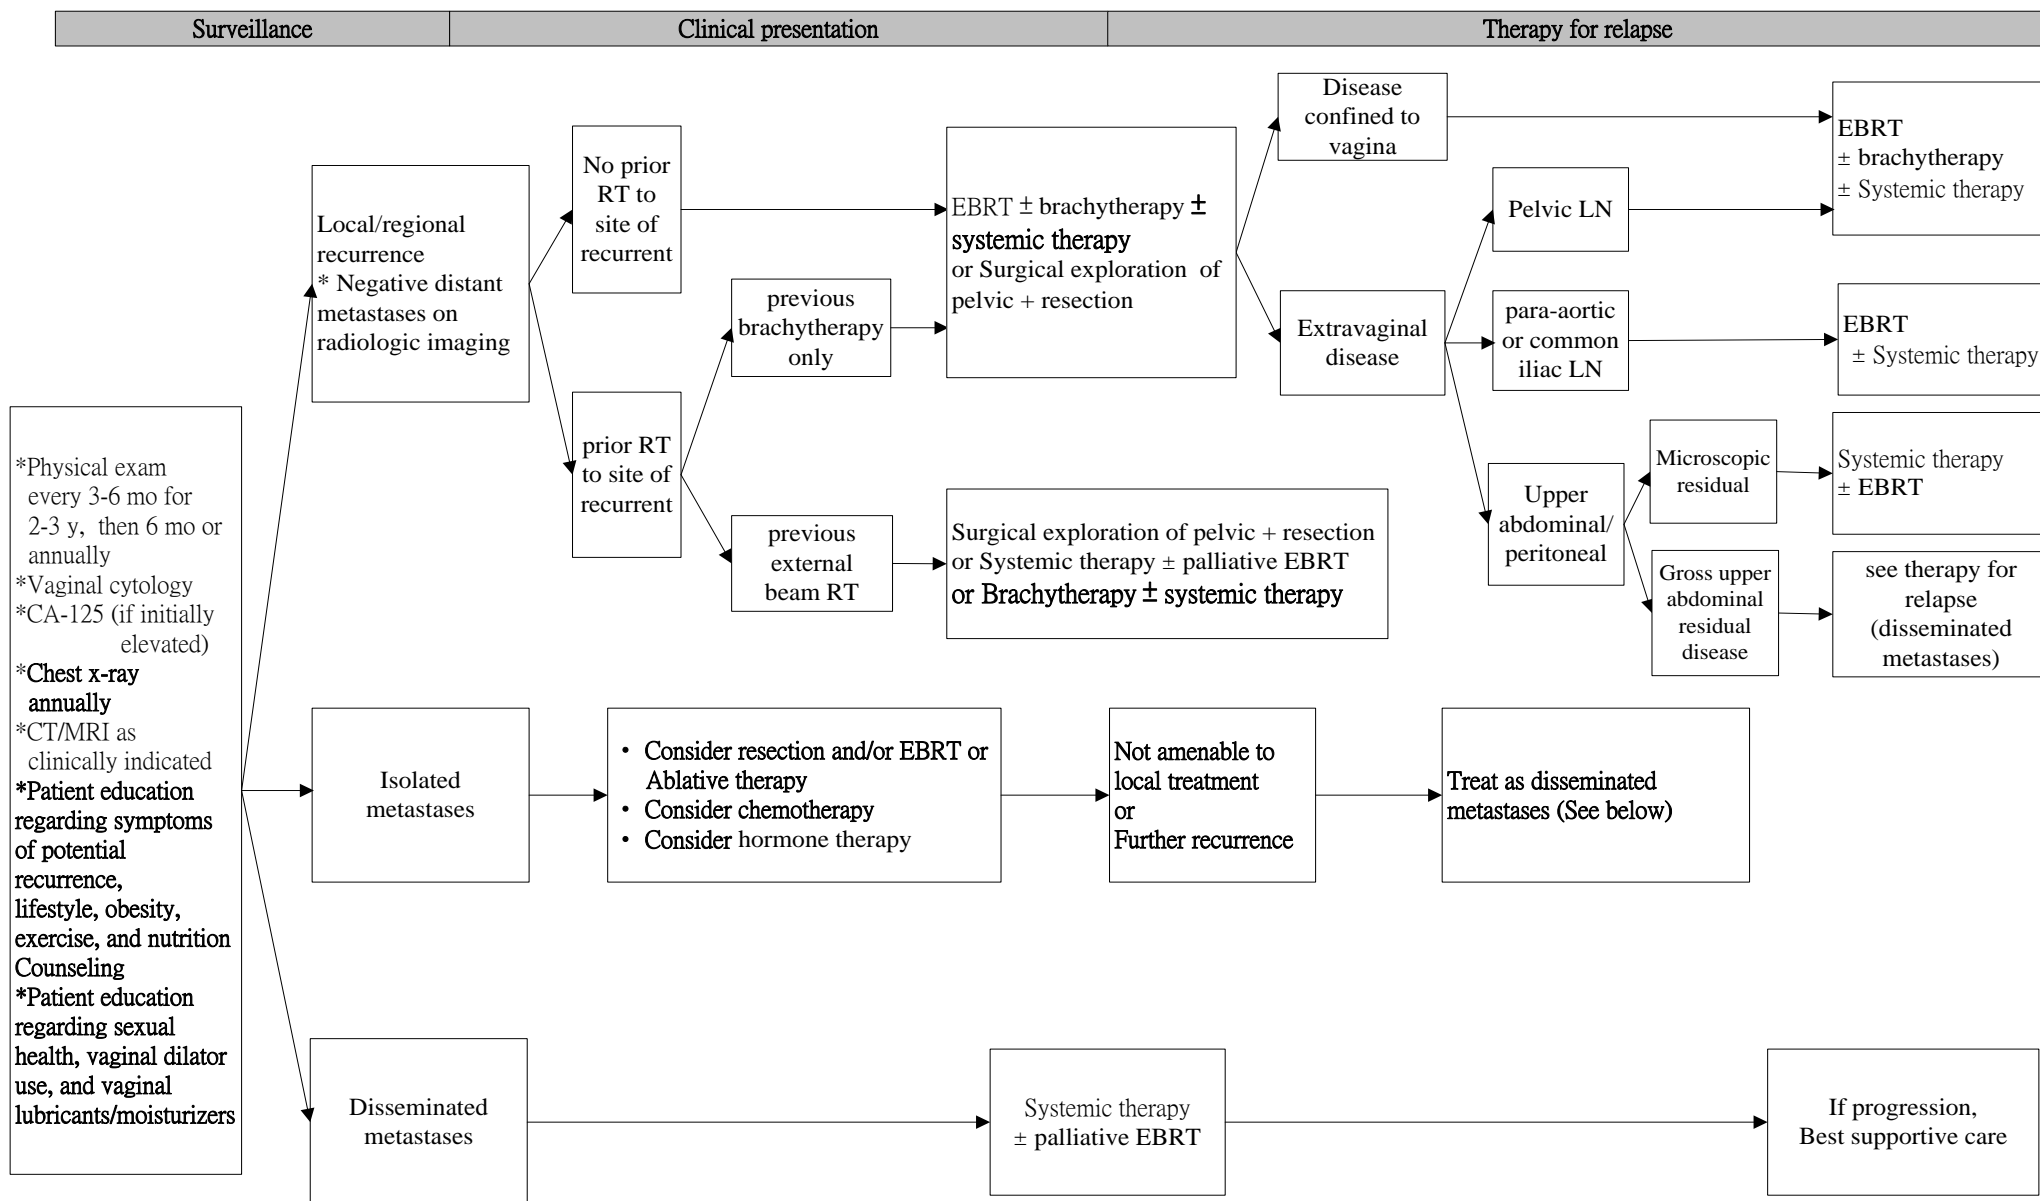 Surveillance
Clinical presentation
Therapy for relapse
*Physical exam
every 3-6 mo for
2-3 y, then 6 mo or
annually
*Vaginal cytology
*CA-125 (if initially
elevated)
*Chest x-ray
annually
*CT/MRI as
clinically indicated
*Patient education
regarding symptoms
of potential
recurrence,
lifestyle, obesity,
exercise, and nutrition
Counseling
*Patient education
regarding sexual
health, vaginal dilator
use, and vaginal
lubricants/moisturizers
Local/regional
recurrence
* Negative distant
metastases on
radiologic imaging
No prior
RT to
site of
recurrent
prior RT
to site of
recurrent
previous
brachytherapy
only
previous
external
beam RT
EBRT ± brachytherapy ±
systemic therapy
or Surgical exploration of
pelvic + resection
Surgical exploration of pelvic + resection
or Systemic therapy ± palliative EBRT
or Brachytherapy ± systemic therapy
Disease
confined to
vagina
Extravaginal
disease
Pelvic LN
para-aortic
or common
iliac LN
Upper
abdominal/
peritoneal
Microscopic
residual
Gross upper
abdominal
residual
disease
EBRT
± brachytherapy
± Systemic therapy
EBRT
± Systemic therapy
Systemic therapy
± EBRT
see therapy for
relapse
(disseminated
metastases)
Isolated
metastases
• Consider resection and/or EBRT or
Ablative therapy
• Consider chemotherapy
• Consider hormone therapy
Not amenable to
local treatment
or
Further recurrence
Treat as disseminated
metastases (See below)
Disseminated
metastases
Systemic therapy
± palliative EBRT
If progression,
Best supportive care